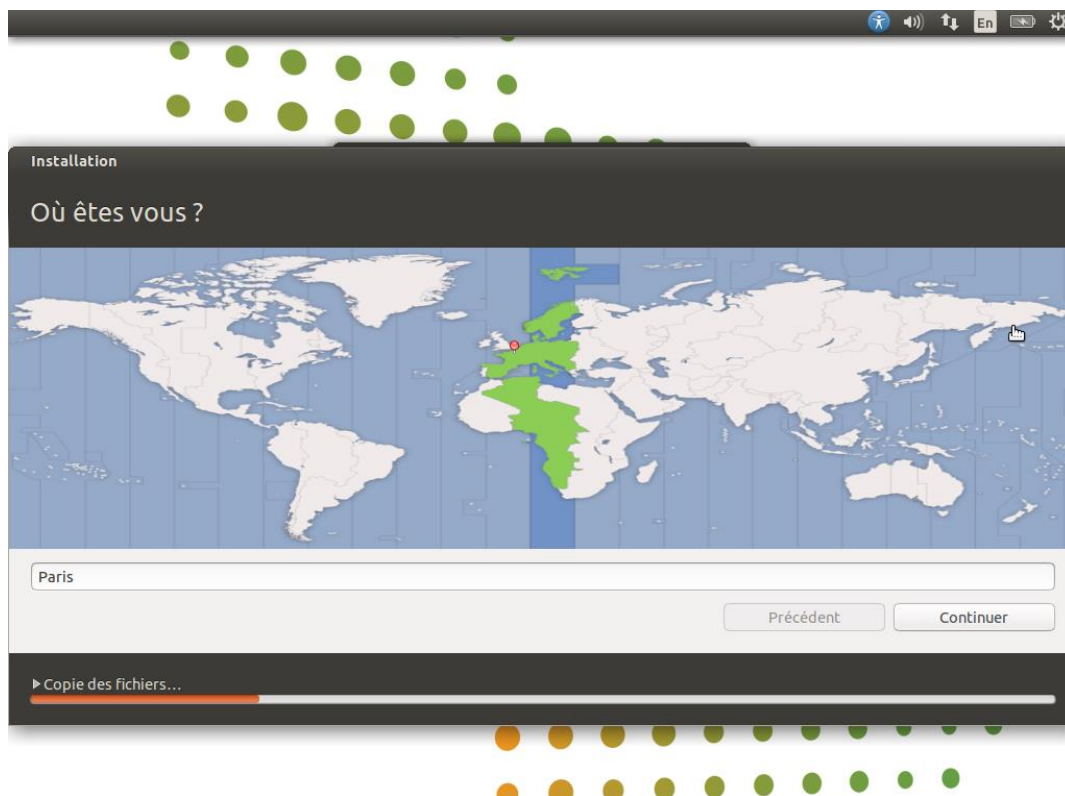 En
Installation
Où êtes vous ?
Paris
Précédent
Continuer
Copie des fichiers...